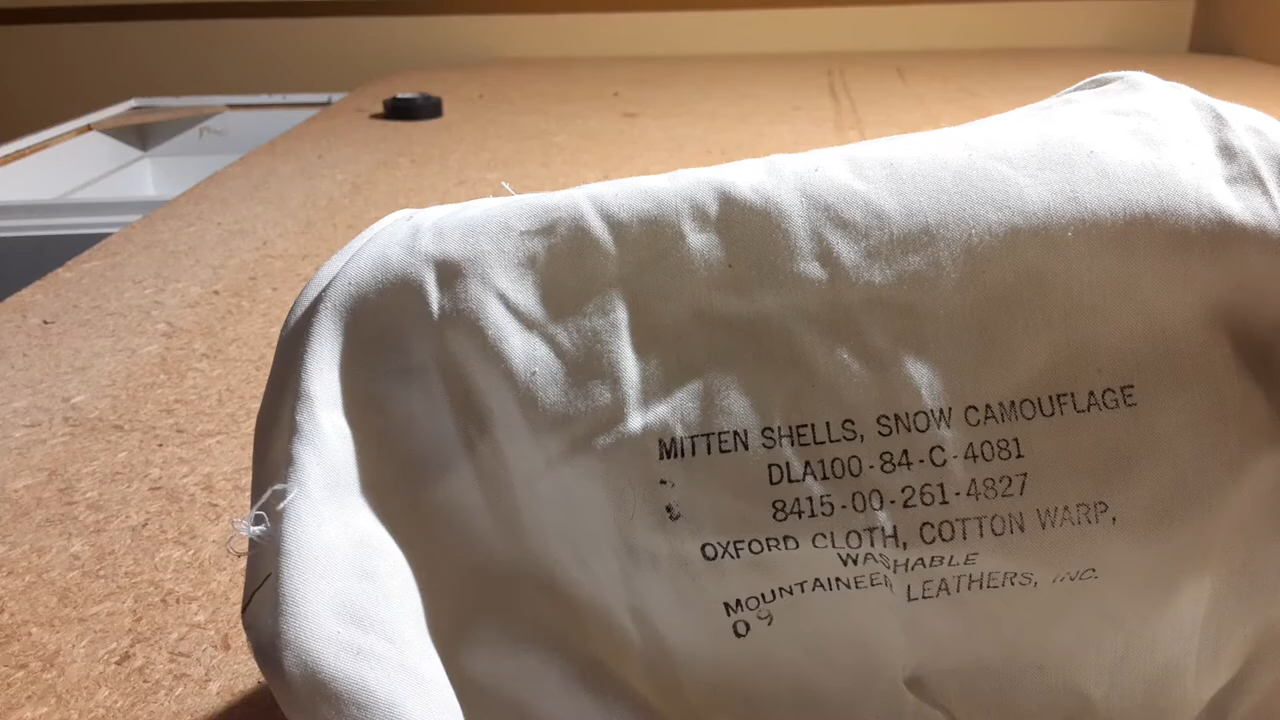 MITTEN SHELLS, SNOW CAMOUFLAGE
DLA100-84-C-4081
8415-00-261-4827
OXFORD CLOTH, COTTON WARP,
WASHABLE
MOUNTAINEER LEATHERS, INC.
09